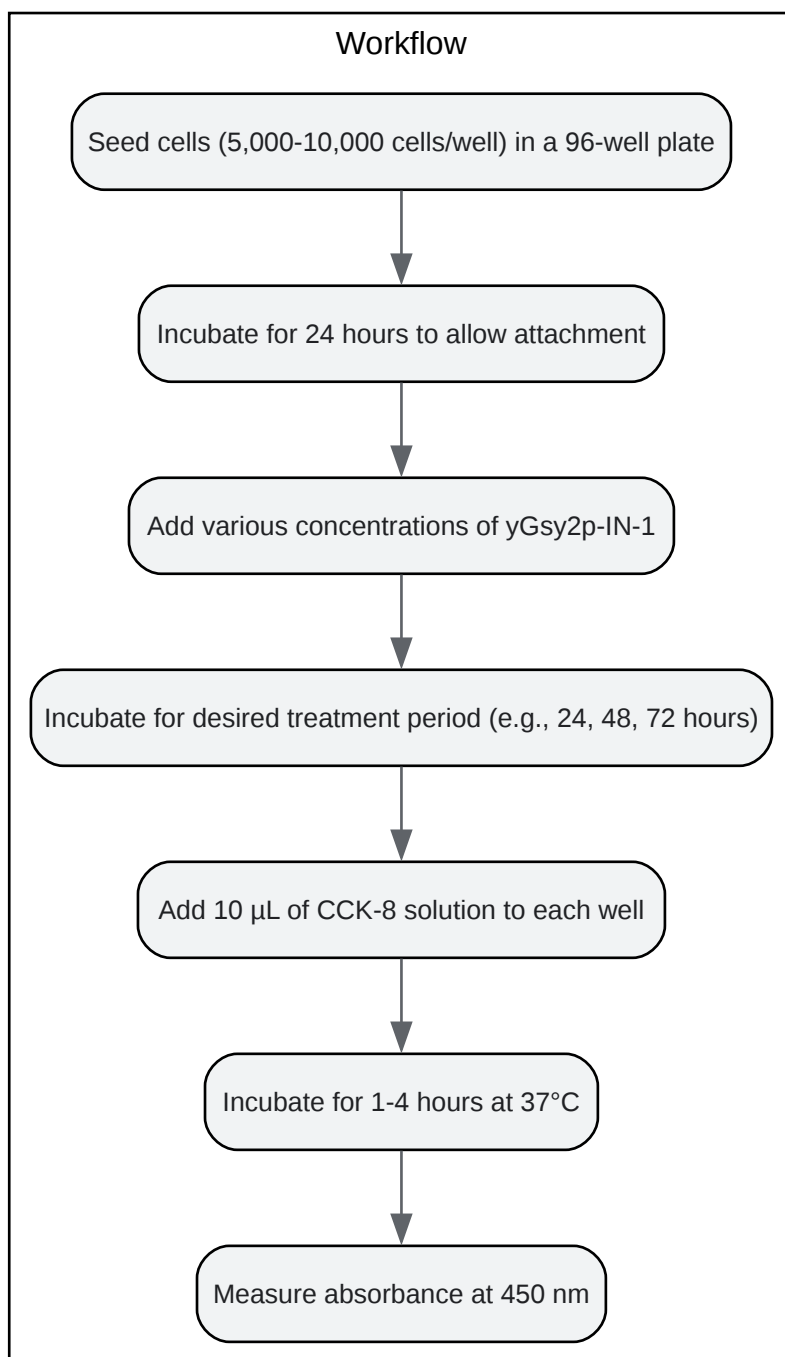 Workflow
Seed cells (5,000-10,000 cells/well) in a 96-well plate
Incubate for 24 hours to allow attachment
Add various concentrations of yGsy2p-IN-1
Incubate for desired treatment period (e.g., 24, 48, 72 hours)
Add 10 µL of CCK-8 solution to each well
Incubate for 1-4 hours at 37°C
Measure absorbance at 450 nm